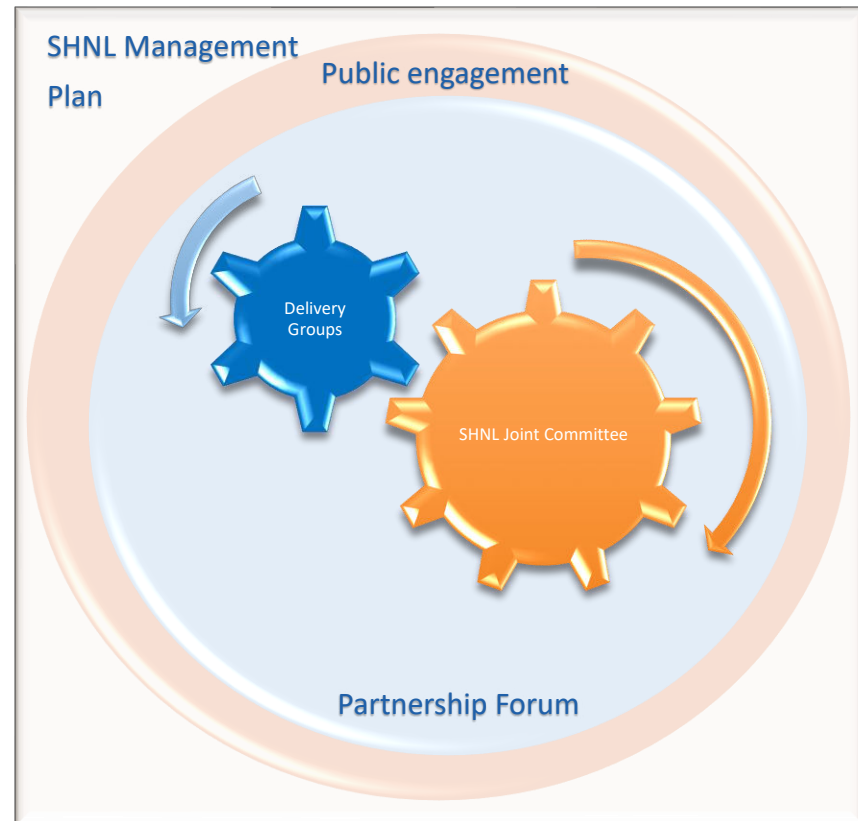 SHNL Management
Plan
Public engagement
Delivery
Groups
SHNL Joint Committee
Partnership Forum